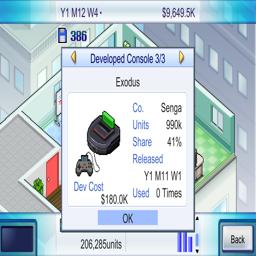 Y1 M12 W4
$9,649.5K
386
Developed Console 3/3
Exodus
Co. Senga
Units 990k
Share 41%
Released
Y1 M11 W1
Dev Cost
$180.0K
Used 0 Times
OK
206,285units
Back